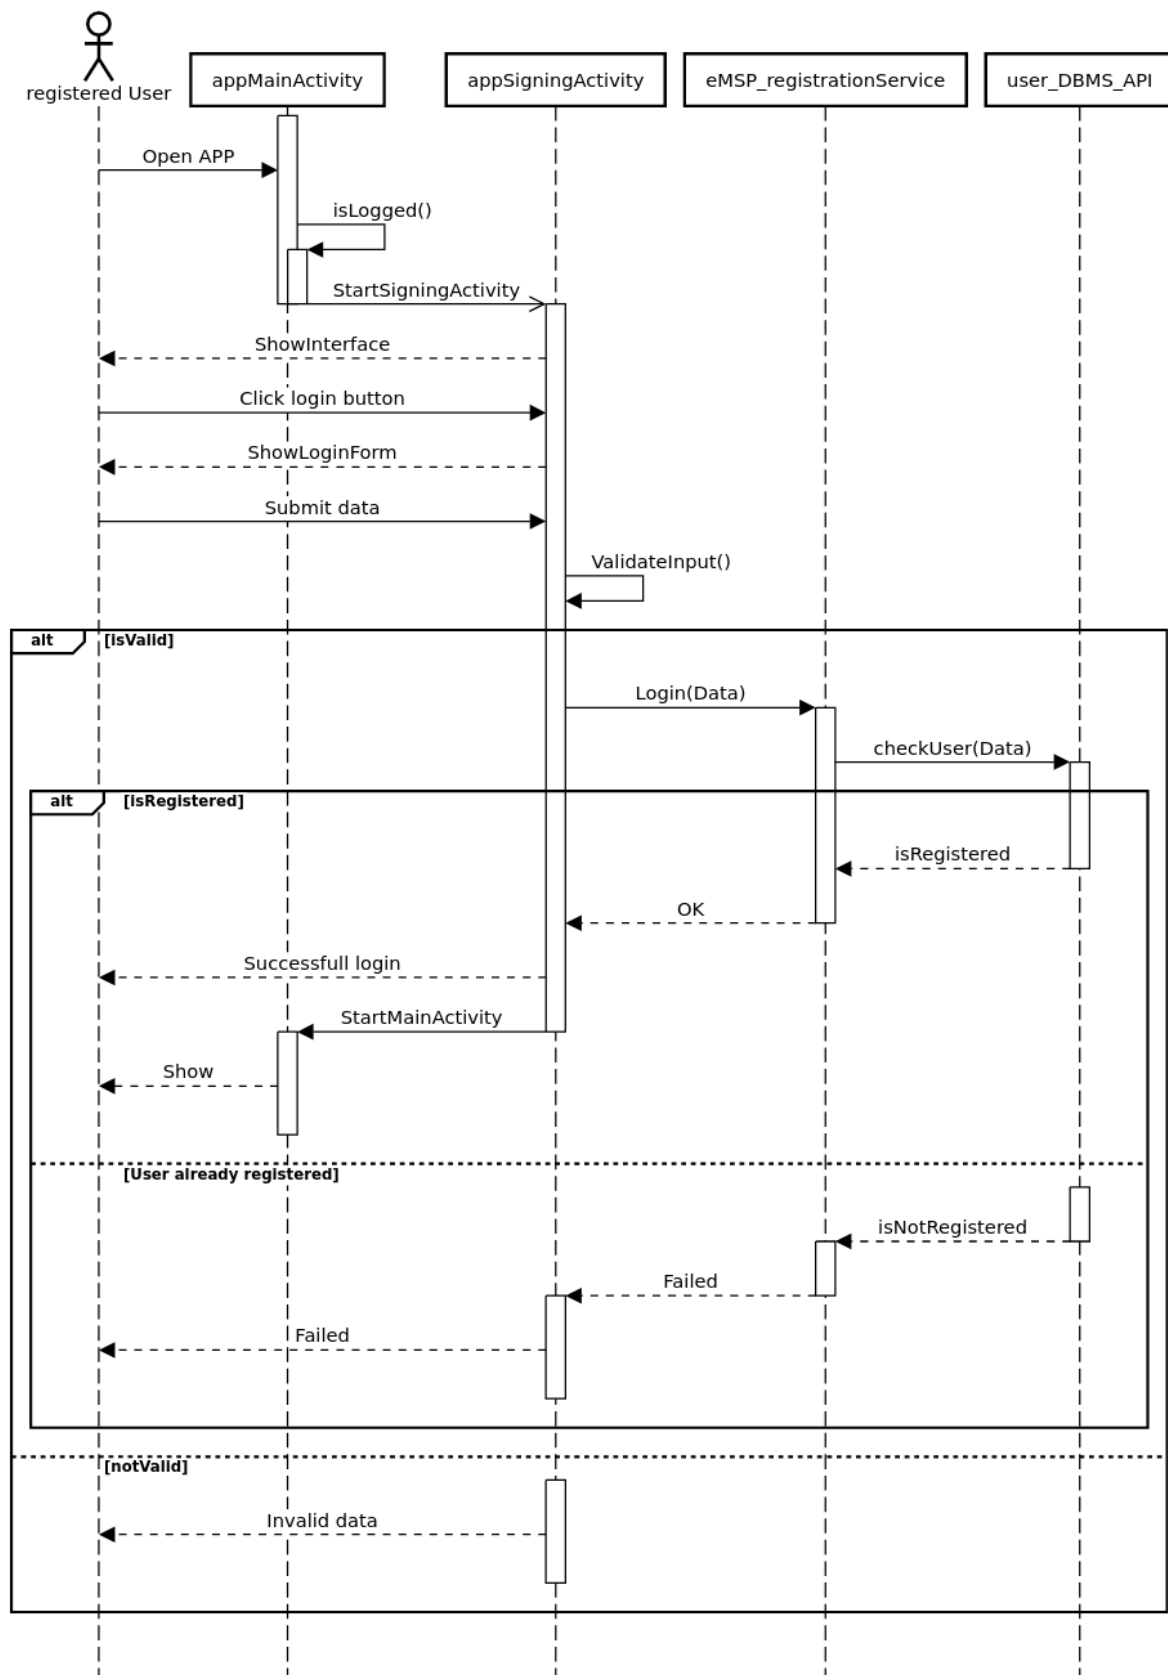 registered User
appMainActivity
appSigningActivity
eMSP_registrationService
user_DBMS_API
Open APP
isLogged()
StartSigningActivity
ShowInterface
Click login button
ShowLoginForm
Submit data
ValidateInput()
alt
[isValid]
Login(Data)
checkUser(Data)
alt
[isRegistered]
isRegistered
OK
Successfull login
StartMainActivity
Show
[User already registered]
isNotRegistered
Failed
Failed
[notValid]
Invalid data